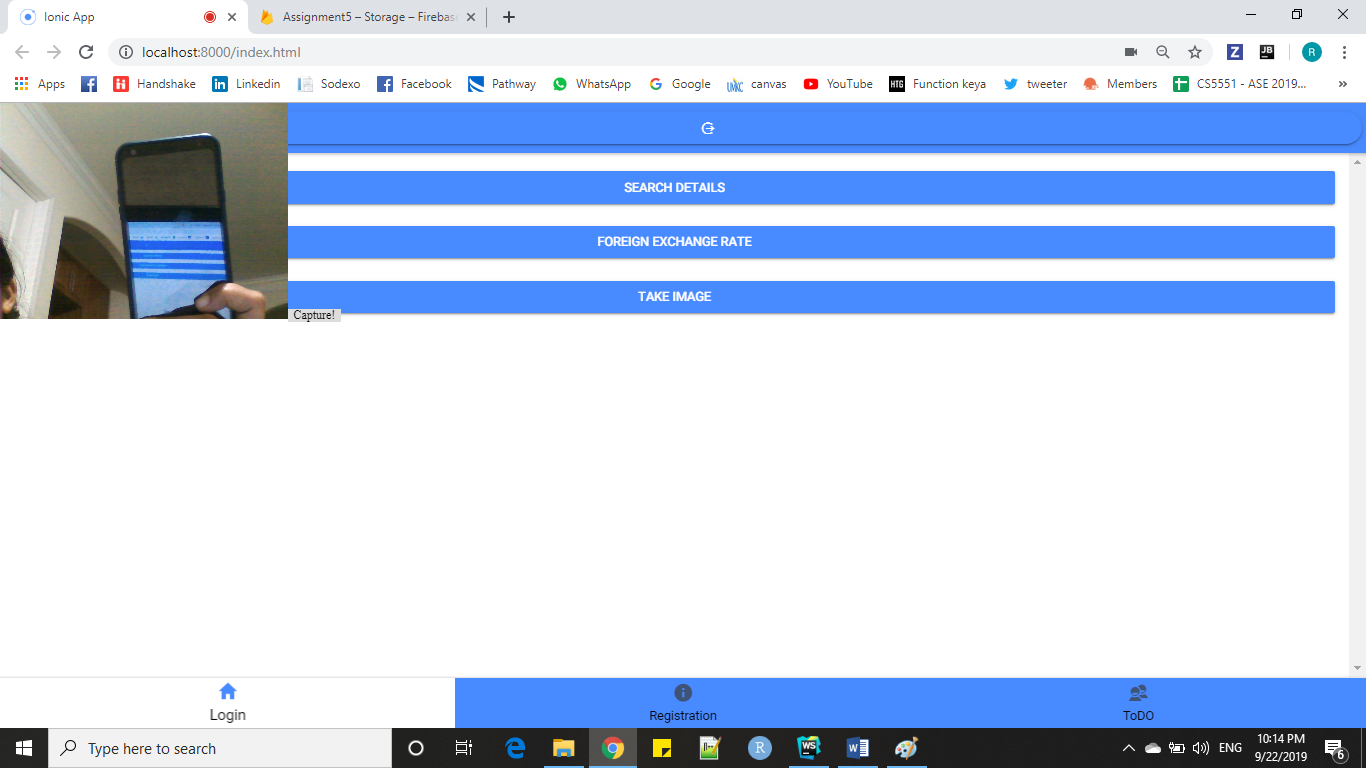 Ionic App
Assignment5 – Storage – Firebas
localhost:8000/index.html
Z
JB
R
Apps
Handshake
Linkedin
Sodexo
Facebook
Pathway
WhatsApp
Google
canvas
YouTube
HTG
Function keya
tweeter
Members
CS5551 - ASE 2019...
»
SEARCH DETAILS
FOREIGN EXCHANGE RATE
TAKE IMAGE
Capture!
Login
Registration
ToDO
Type here to search
R
WS
W
ENG
10:14 PM
9/22/2019
6